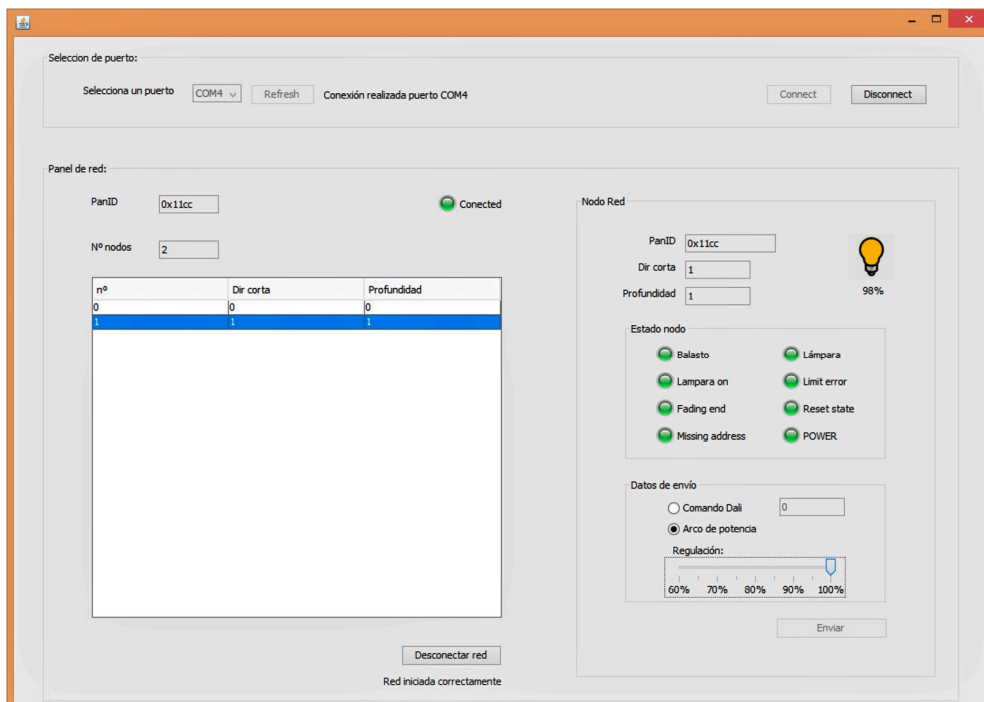 Seleccion de puerto:
Selecciona un puerto COM4 Refresh Conexión realizada puerto COM4 Connect Disconnect
Panel de red:
PanID 0x11cc Conected
Nº nodos 2
nº Dir corta Profundidad
0 0 0
1 1 1
Desconectar red
Red iniciada correctamente
Nodo Red
PanID 0x11cc
Dir corta 1
98%
Profundidad 1
Estado nodo
Balasto Lámpara
Lampara on Limit error
Fading end Reset state
Missing address POWER
Datos de envío
Comando Dali 0
Arco de potencia
Regulación:
60% 70% 80% 90% 100%
Enviar